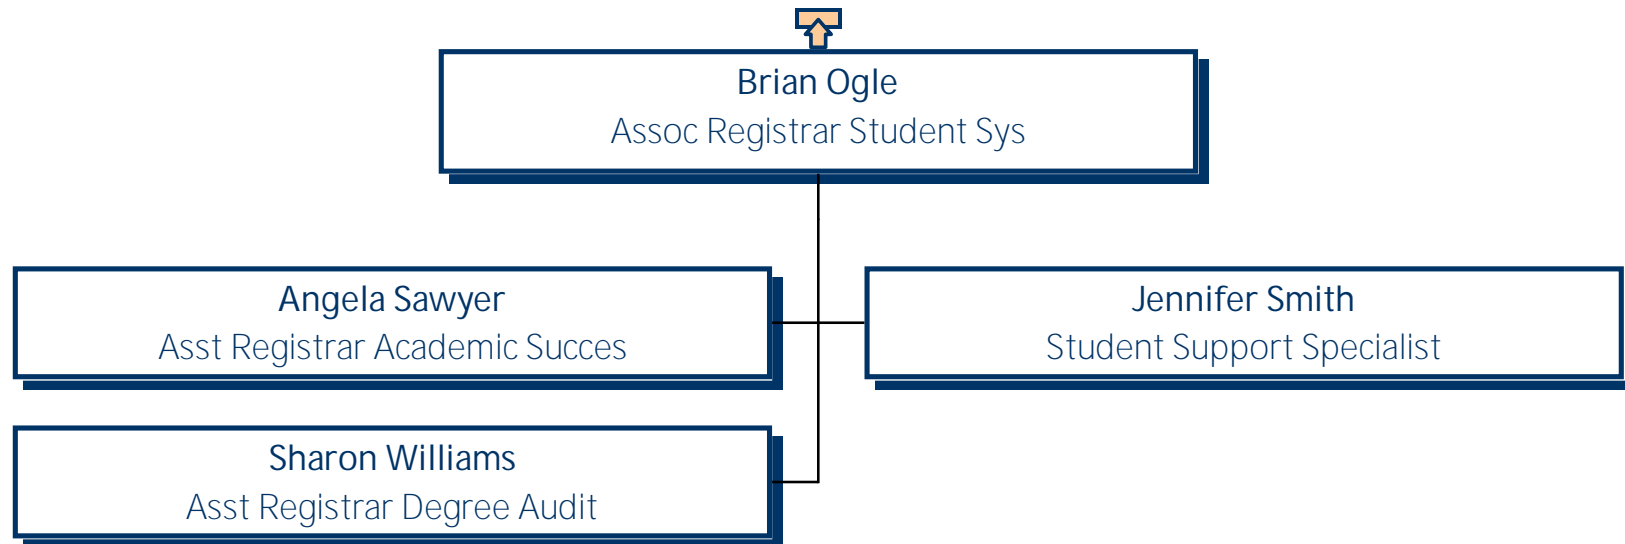 Brian Ogle
Assoc Registrar Student Sys
Angela Sawyer
Asst Registrar Academic Succes
Jennifer Smith
Student Support Specialist
Sharon Williams
Asst Registrar Degree Audit